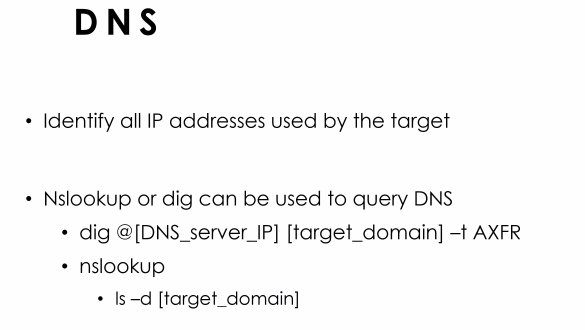 DNS
• Identify all IP addresses used by the target
• Nslookup or dig can be used to query DNS
• dig @[DNS_server_IP] [target_domain] –t AXFR
• nslookup
• ls –d [target_domain]